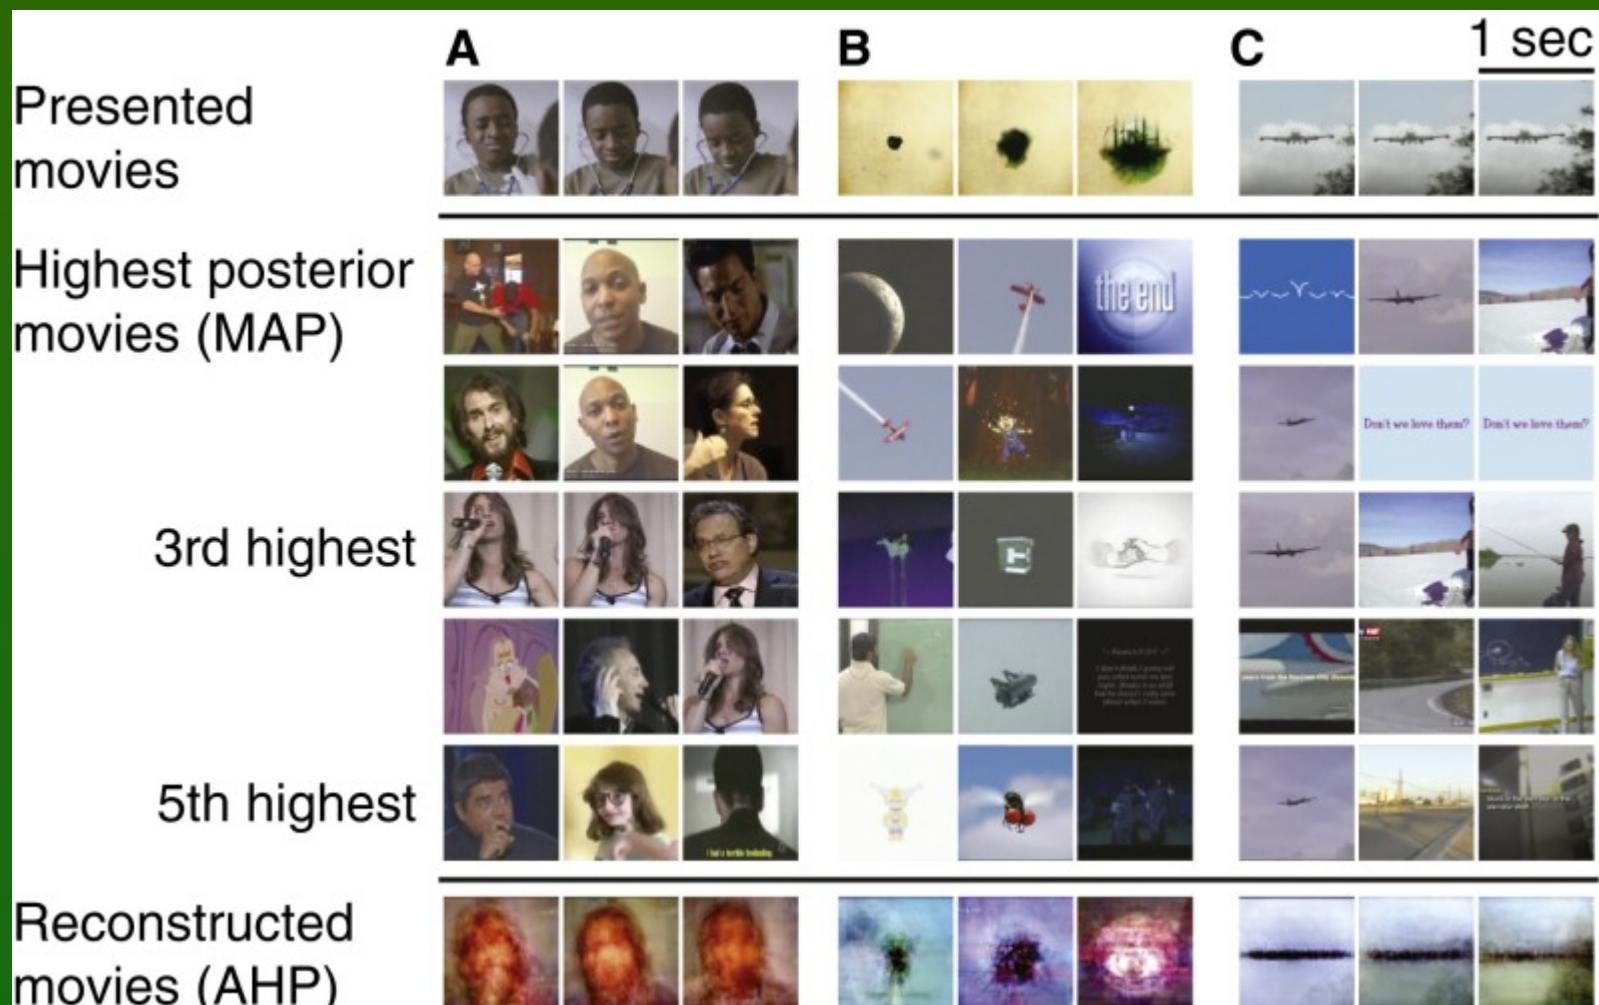 A
B
C
1 sec
Presented
movies
Highest posterior
movies (MAP)
the end
Don't we love them?
Don't we love them?
3rd highest
5th highest
Reconstructed
movies (AHP)